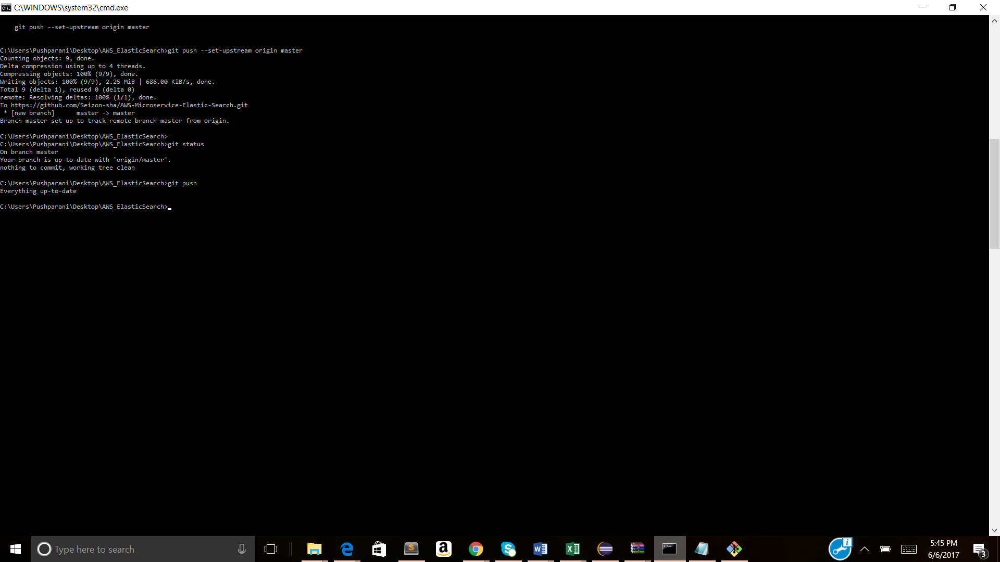 C:\WINDOWS\system32\cmd.exe
git push --set-upstream origin master
C:\Users\Pushparani\Desktop\AWS_ElasticSearch>git push --set-upstream origin master
Counting objects: 9, done.
Delta compression using up to 4 threads.
Compressing objects: 100% (9/9), done.
Writing objects: 100% (9/9), 2.25 MiB | 686.00 KiB/s, done.
Total 9 (delta 1), reused 0 (delta 0)
remote: Resolving deltas: 100% (1/1), done.
To https://github.com/Seizon-sha/AWS-Microservice-Elastic-Search.git
 * [new branch]      master -> master
Branch master set up to track remote branch master from origin.
C:\Users\Pushparani\Desktop\AWS_ElasticSearch>
C:\Users\Pushparani\Desktop\AWS_ElasticSearch>git status
On branch master
Your branch is up-to-date with 'origin/master'.
nothing to commit, working tree clean
C:\Users\Pushparani\Desktop\AWS_ElasticSearch>git push
Everything up-to-date
C:\Users\Pushparani\Desktop\AWS_ElasticSearch>
Type here to search
5:45 PM
6/6/2017
3